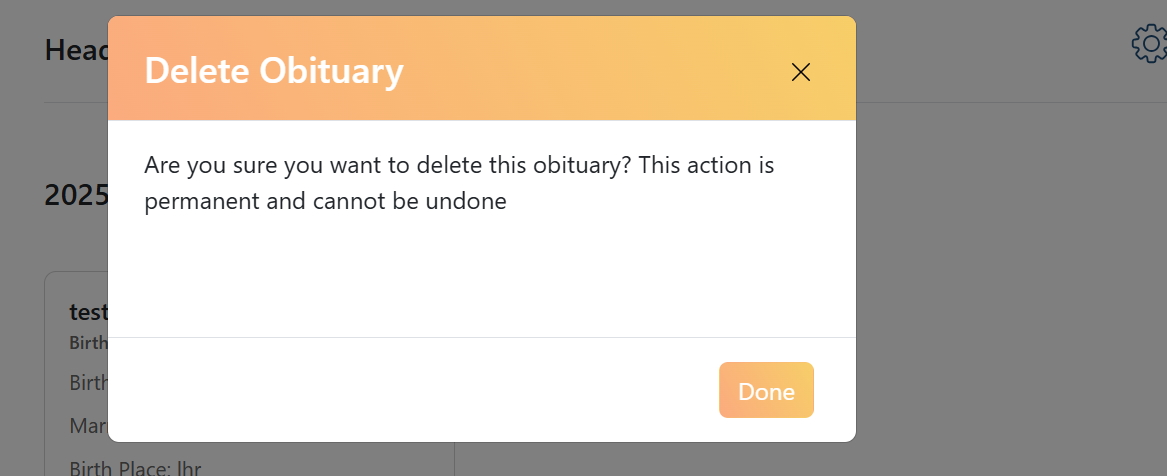 Head
Delete Obituary
Are you sure you want to delete this obituary? This action is
permanent and cannot be undone
2025
test
Birth
Birth
Mar
Birth Place: lhr
Done